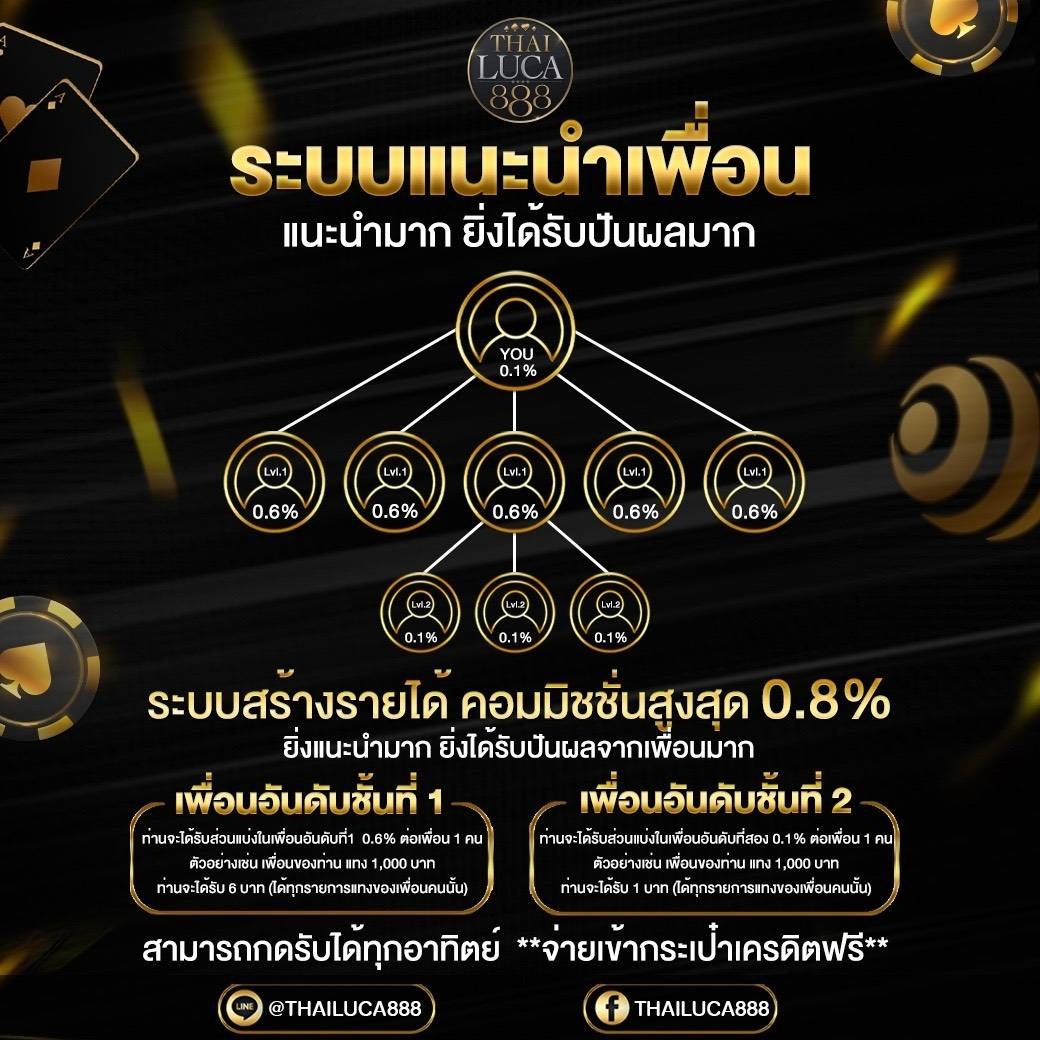 THAI
LUCA
888
ระบบแนะนำเพื่อน
แนะนำมาก ยิ่งได้รับปันผลมาก
YOU
0.1%
Lvl.1 Lvl.1 Lvl.1 Lvl.1 Lvl.1
0.6% 0.6% 0.6% 0.6% 0.6%
Lvl.2 Lvl.2 Lvl.2
0.1% 0.1% 0.1%
ระบบสร้างรายได้ คอมมิชชั่นสูงสุด 0.8%
ยิ่งแนะนำมาก ยิ่งได้รับปันผลจากเพื่อนมาก
เพื่อนอันดับชั้นที่ 1
ท่านจะได้รับส่วนแบ่งในเพื่อนอันดับที่1 0.6% ต่อเพื่อน 1 คน
ตัวอย่างเช่น เพื่อนของท่าน แทง 1,000 บาท
ท่านจะได้รับ 6 บาท (ได้ทุกรายการแทงของเพื่อนคนนั้น)
เพื่อนอันดับชั้นที่ 2
ท่านจะได้รับส่วนแบ่งในเพื่อนอันดับที่สอง 0.1% ต่อเพื่อน 1 คน
ตัวอย่างเช่น เพื่อนของท่าน แทง 1,000 บาท
ท่านจะได้รับ 1 บาท (ได้ทุกรายการแทงของเพื่อนคนนั้น)
สามารถกดรับได้ทุกอาทิตย์ **จ่ายเข้ากระเป๋าเครดิตฟรี**
LINE @THAILUCA888
f THAILUCA888